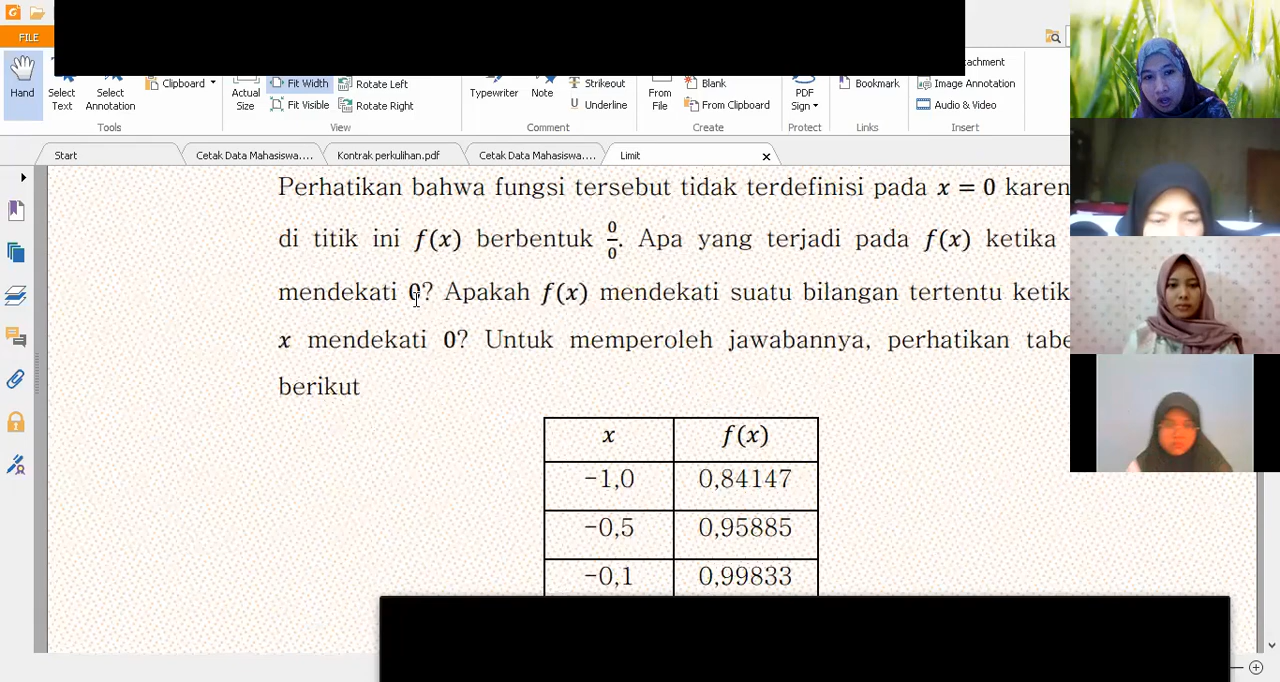 FILE
Hand
Select Text
Select Annotation
Clipboard
Tools
Actual Size
Fit Width
Fit Visible
Rotate Left
Rotate Right
View
Typewriter
Note
Strikeout
Underline
Comment
From File
Blank
From Clipboard
Create
PDF Sign
Protect
Bookmark
Links
Image Annotation
Audio & Video
Insert
Start
Cetak Data Mahasiswa....
Kontrak perkulihan.pdf
Cetak Data Mahasiswa....
Limit
Perhatikan bahwa fungsi tersebut tidak terdefinisi pada x = 0 karen
di titik ini f(x) berbentuk 0/0. Apa yang terjadi pada f(x) ketika
mendekati 0? Apakah f(x) mendekati suatu bilangan tertentu ketik
x mendekati 0? Untuk memperoleh jawabannya, perhatikan tabe
berikut
x f(x)
−1,0 0,84147
−0,5 0,95885
−0,1 0,99833